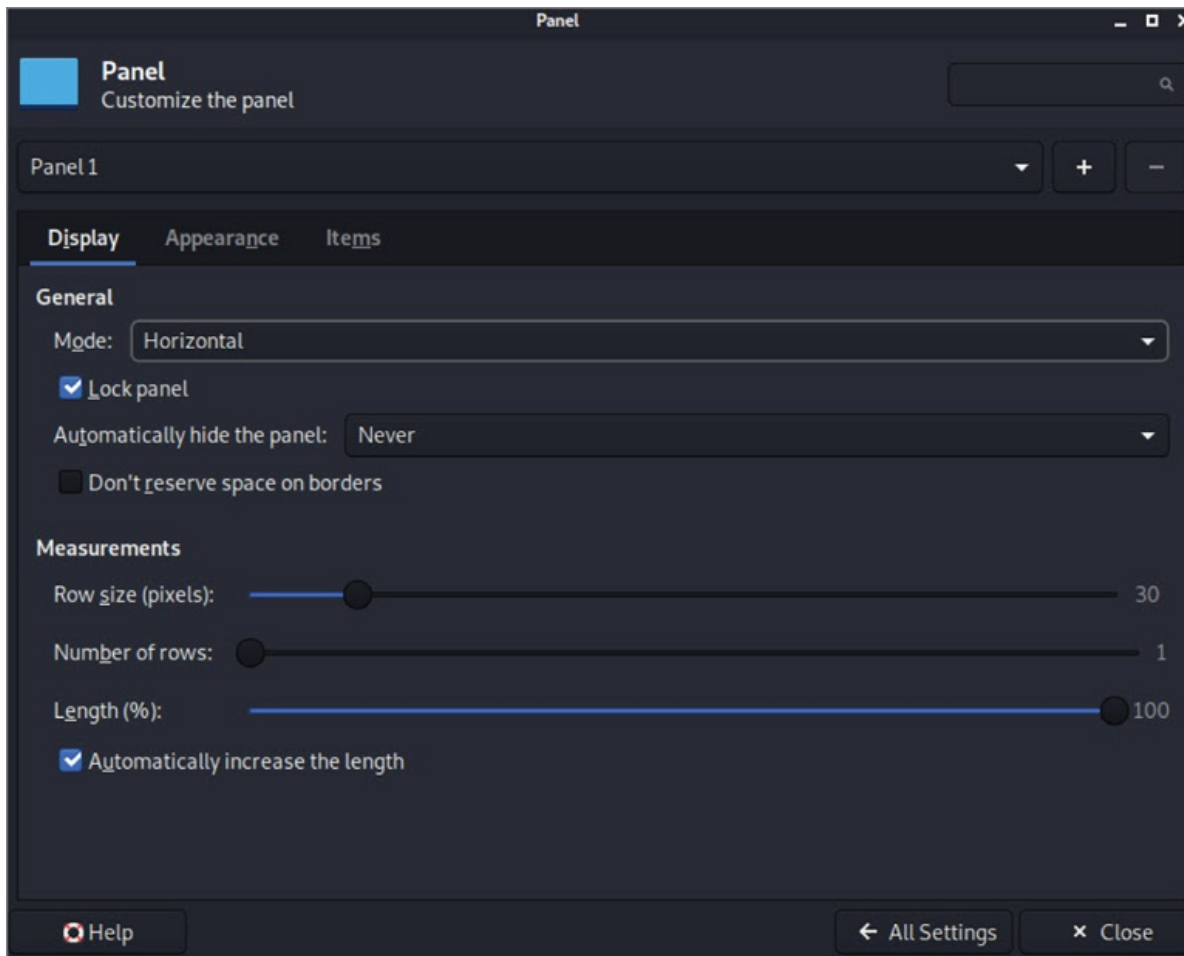 Panel
Panel
Customize the panel
Panel 1
Display Appearance Items
General
Mode: Horizontal
Lock panel
Automatically hide the panel: Never
Don't reserve space on borders
Measurements
Row size (pixels): 30
Number of rows: 1
Length (%): 100
Automatically increase the length
Help All Settings Close